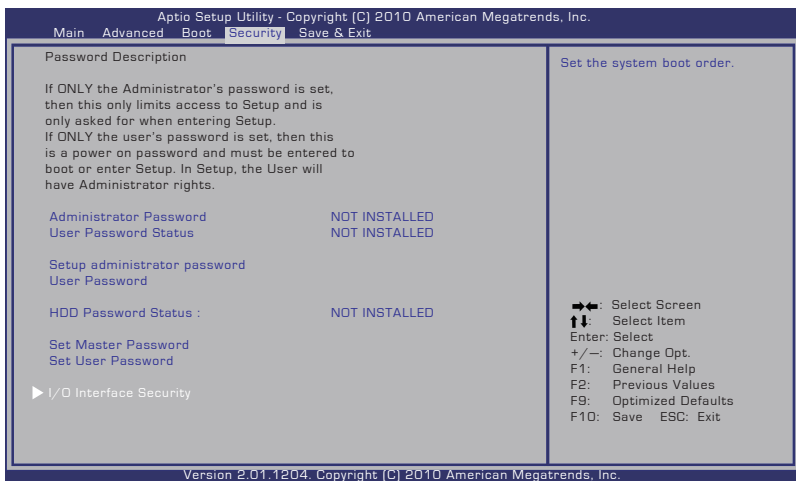 Aptio Setup Utility - Copyright (C) 2010 American Megatrends, Inc.
Main Advanced Boot Security Save & Exit
Password Description
If ONLY the Administrator's password is set,
then this only limits access to Setup and is
only asked for when entering Setup.
If ONLY the user's password is set, then this
is a power on password and must be entered to
boot or enter Setup. In Setup, the User will
have Administrator rights.
Administrator Password NOT INSTALLED
User Password Status NOT INSTALLED
Setup administrator password
User Password
HDD Password Status : NOT INSTALLED
Set Master Password
Set User Password
I/O Interface Security
Set the system boot order.
→←: Select Screen
↑↓: Select Item
Enter: Select
+/—: Change Opt.
F1: General Help
F2: Previous Values
F9: Optimized Defaults
F10: Save ESC: Exit
Version 2.01.1204. Copyright (C) 2010 American Megatrends, Inc.